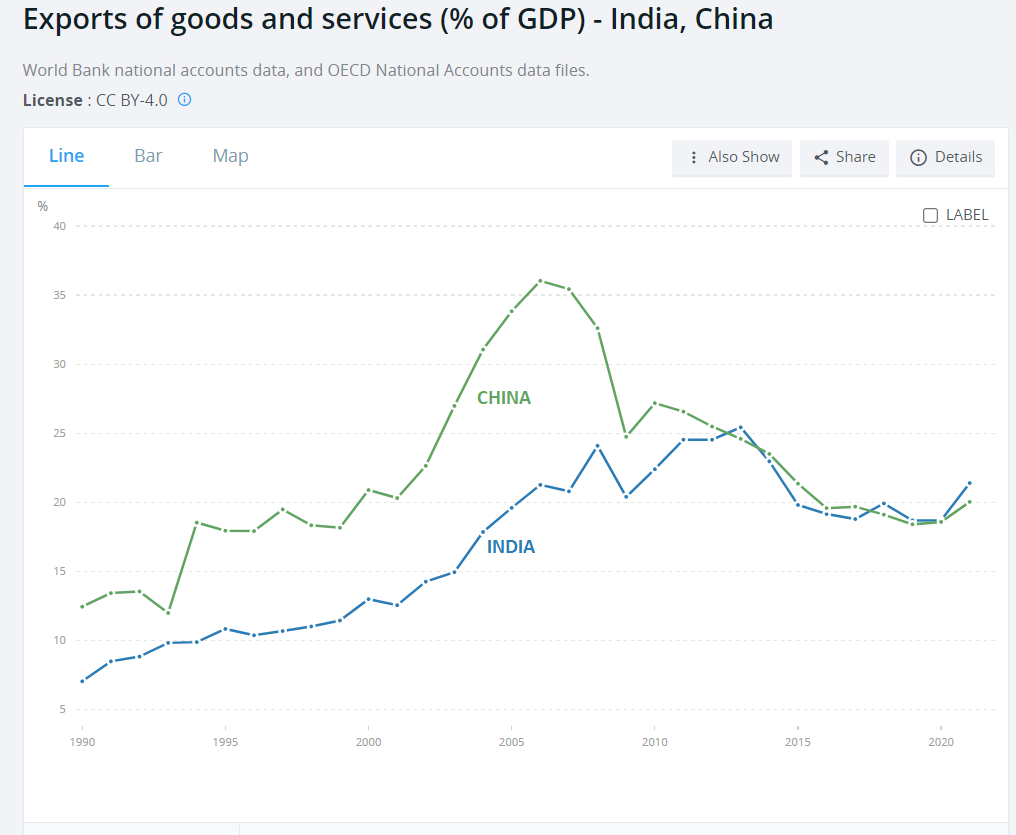 Exports of goods and services (% of GDP) - India, China
World Bank national accounts data, and OECD National Accounts data files.
License : CC BY-4.0
Line Bar Map Also Show Share Details
%
LABEL
40
35
30
CHINA
25
20
INDIA
15
10
5
1990 1995 2000 2005 2010 2015 2020